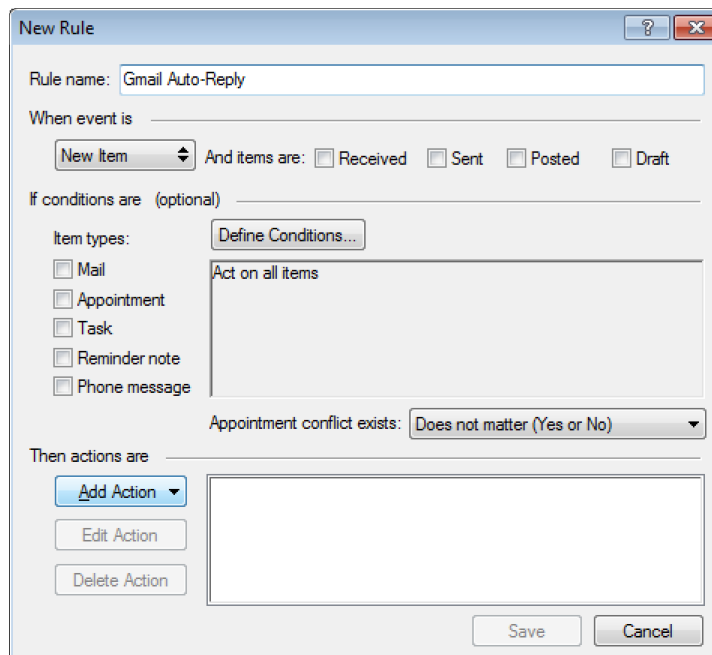 New Rule
Rule name: Gmail Auto-Reply
When event is
New Item And items are: Received Sent Posted Draft
If conditions are (optional)
Item types: Define Conditions...
Mail
Act on all items
Appointment
Task
Reminder note
Phone message
Appointment conflict exists: Does not matter (Yes or No)
Then actions are
Add Action
Edit Action
Delete Action
Save Cancel